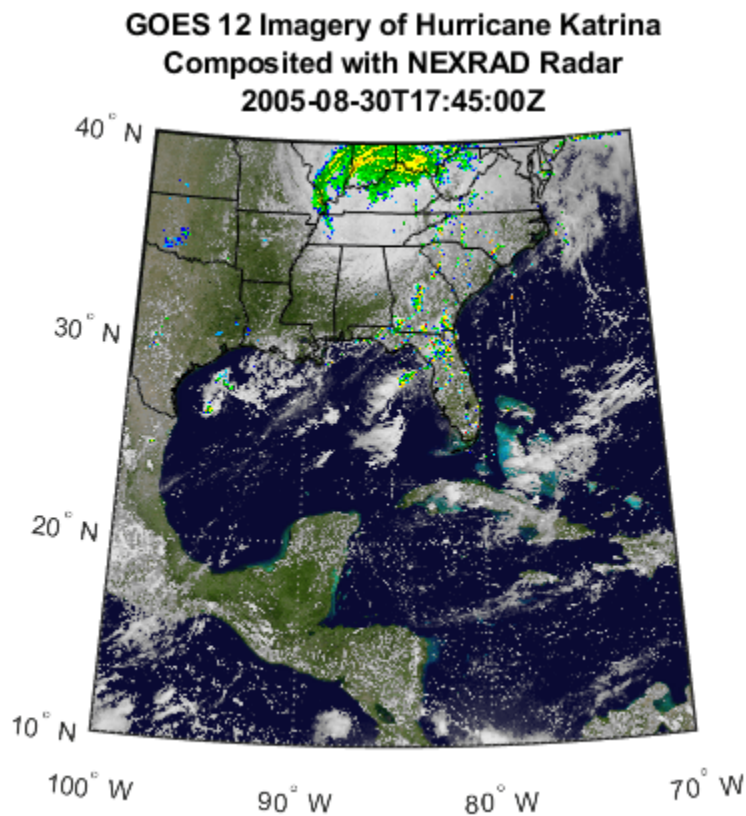 GOES 12 Imagery of Hurricane Katrina
Composited with NEXRAD Radar
2005-08-30T17:45:00Z
40° N
30° N
20° N
10° N
100° W
90° W
80° W
70° W